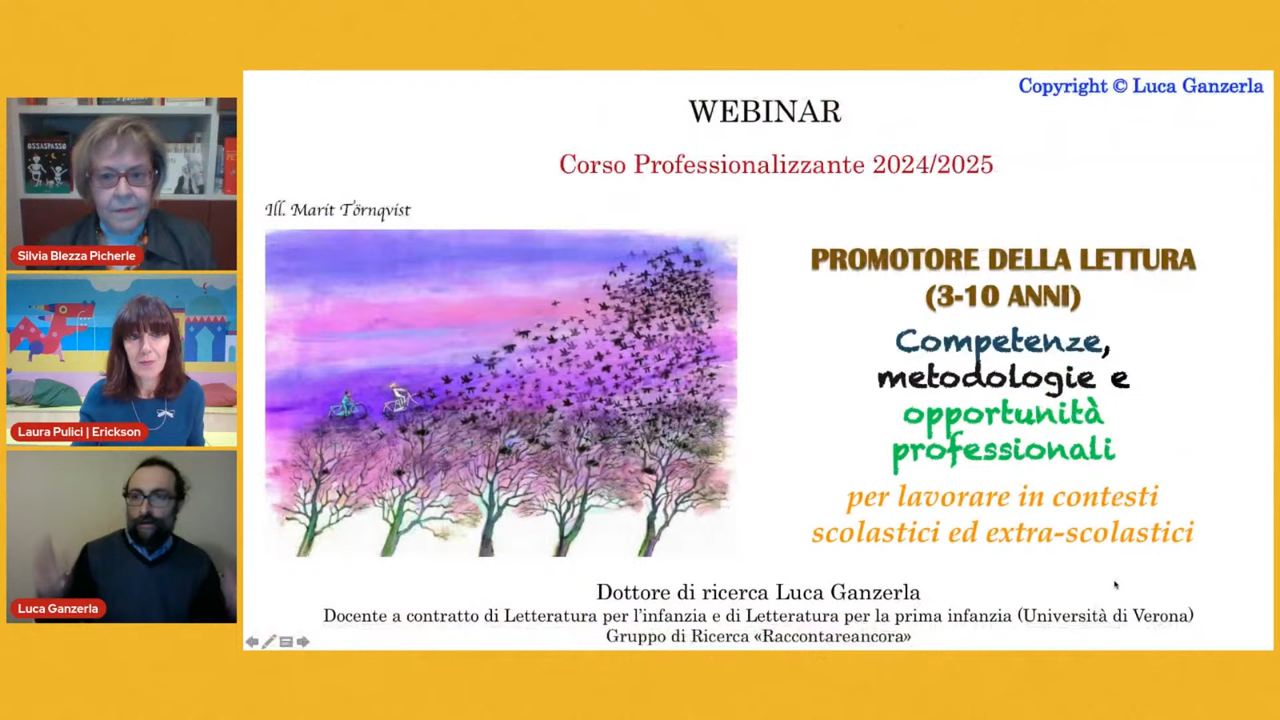 Copyright © Luca Ganzerla
WEBINAR
Corso Professionalizzante 2024/2025
Ill. Marit Törnqvist
PROMOTORE DELLA LETTURA
(3-10 ANNI)
Competenze,
metodologie e
opportunità
professionali
per lavorare in contesti
scolastici ed extra-scolastici
Dottore di ricerca Luca Ganzerla
Docente a contratto di Letteratura per l'infanzia e di Letteratura per la prima infanzia (Università di Verona)
Gruppo di Ricerca «Raccontareancora»
OSSASPASSO
Silvia Blezza Picherle
Laura Pulici | Erickson
Luca Ganzerla